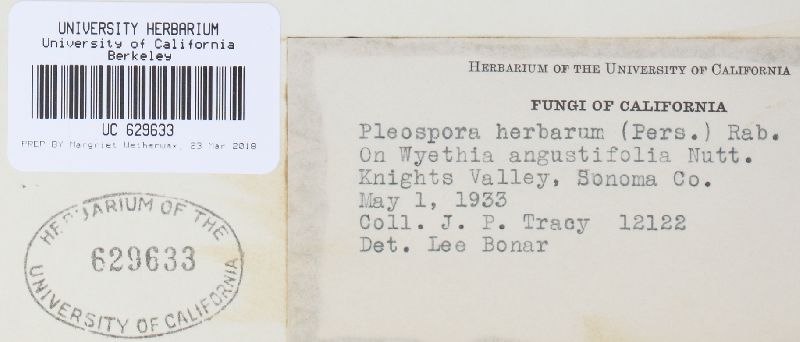 UNIVERSITY HERBARIUM
University of California
Berkeley
UC 629633
PREP BY Margriet Wetherwax, 23 Mar 2018
HERBARIUM OF THE
629633
UNIVERSITY OF CALIFORNIA
HERBARIUM OF THE UNIVERSITY OF CALIFORNIA
FUNGI OF CALIFORNIA
Pleospora herbarum (Pers.) Rab.
On Wyethia angustifolia Nutt.
Knights Valley, Sonoma Co.
May 1, 1933
Coll. J. P. Tracy 12122
Det. Lee Bonar